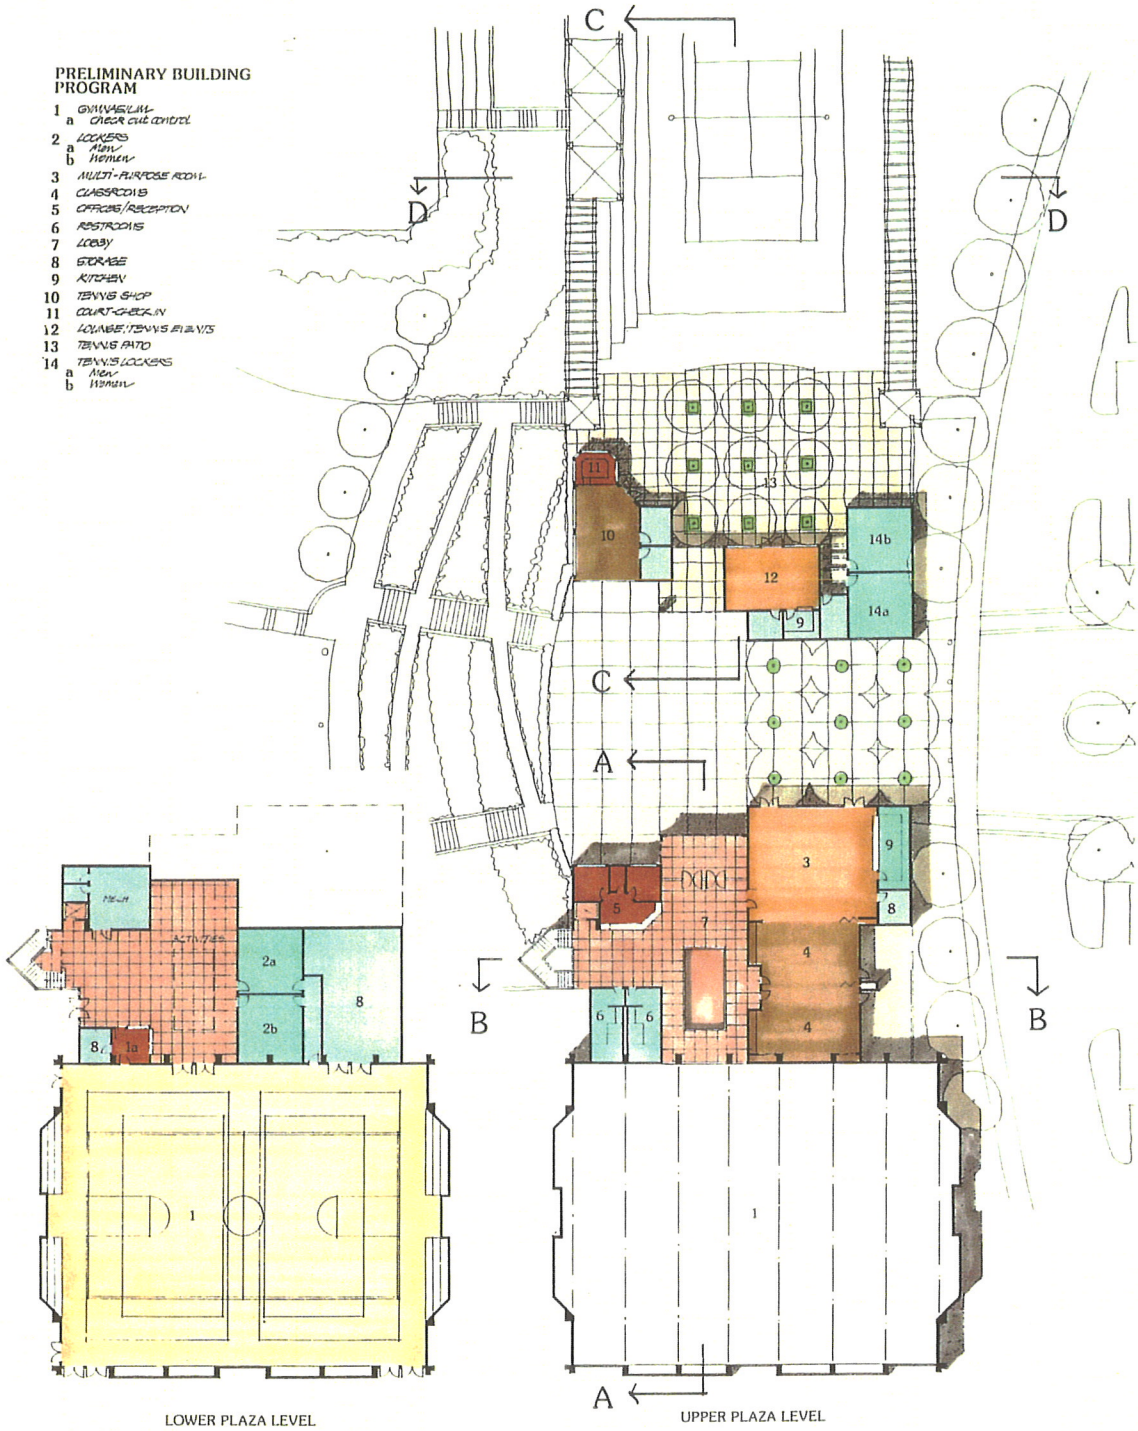 PRELIMINARY BUILDING
PROGRAM
1 GYMNASIUM
a check out control
2 LOCKERS
a Men
b Women
3 MULTI-PURPOSE ROOM
4 CLASSROOMS
5 OFFICES/RECEPTION
6 RESTROOMS
7 LOBBY
8 STORAGE
9 KITCHEN
10 TENNIS SHOP
11 COURT-CHECK IN
12 LOUNGE/TENNIS EVENTS
13 TENNIS PATIO
14 TENNIS LOCKERS
a Men
b Women
C
D
D
11
13
10
14b
12
14a
9
C
A
3
9
8
5
7
4
6
6
4
B
B
MECH
ACTIVITIES
2a
8
2b
8
1a
1
1
A
LOWER PLAZA LEVEL
UPPER PLAZA LEVEL